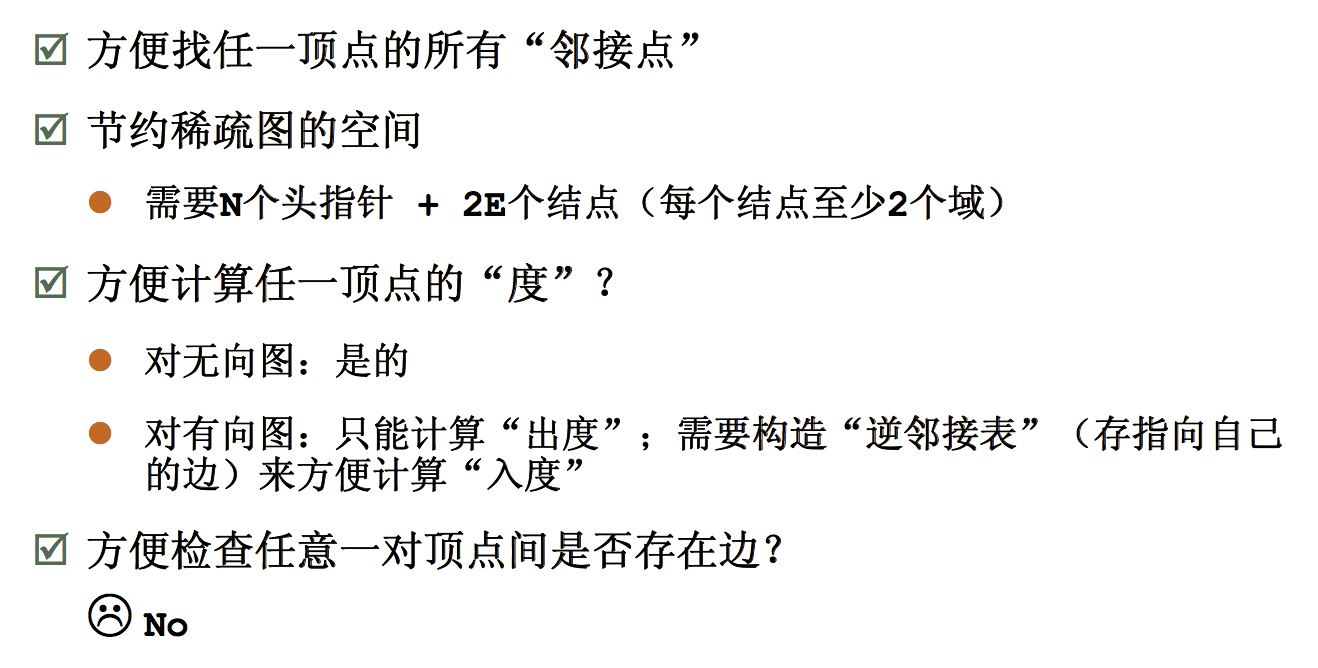 方便找任一顶点的所有“邻接点”
节约稀疏图的空间
需要N个头指针 + 2E个结点（每个结点至少2个域）
方便计算任一顶点的“度”？
对无向图：是的
对有向图：只能计算“出度”；需要构造“逆邻接表”（存指向自己
的边）来方便计算“入度”
方便检查任意一对顶点间是否存在边？
No